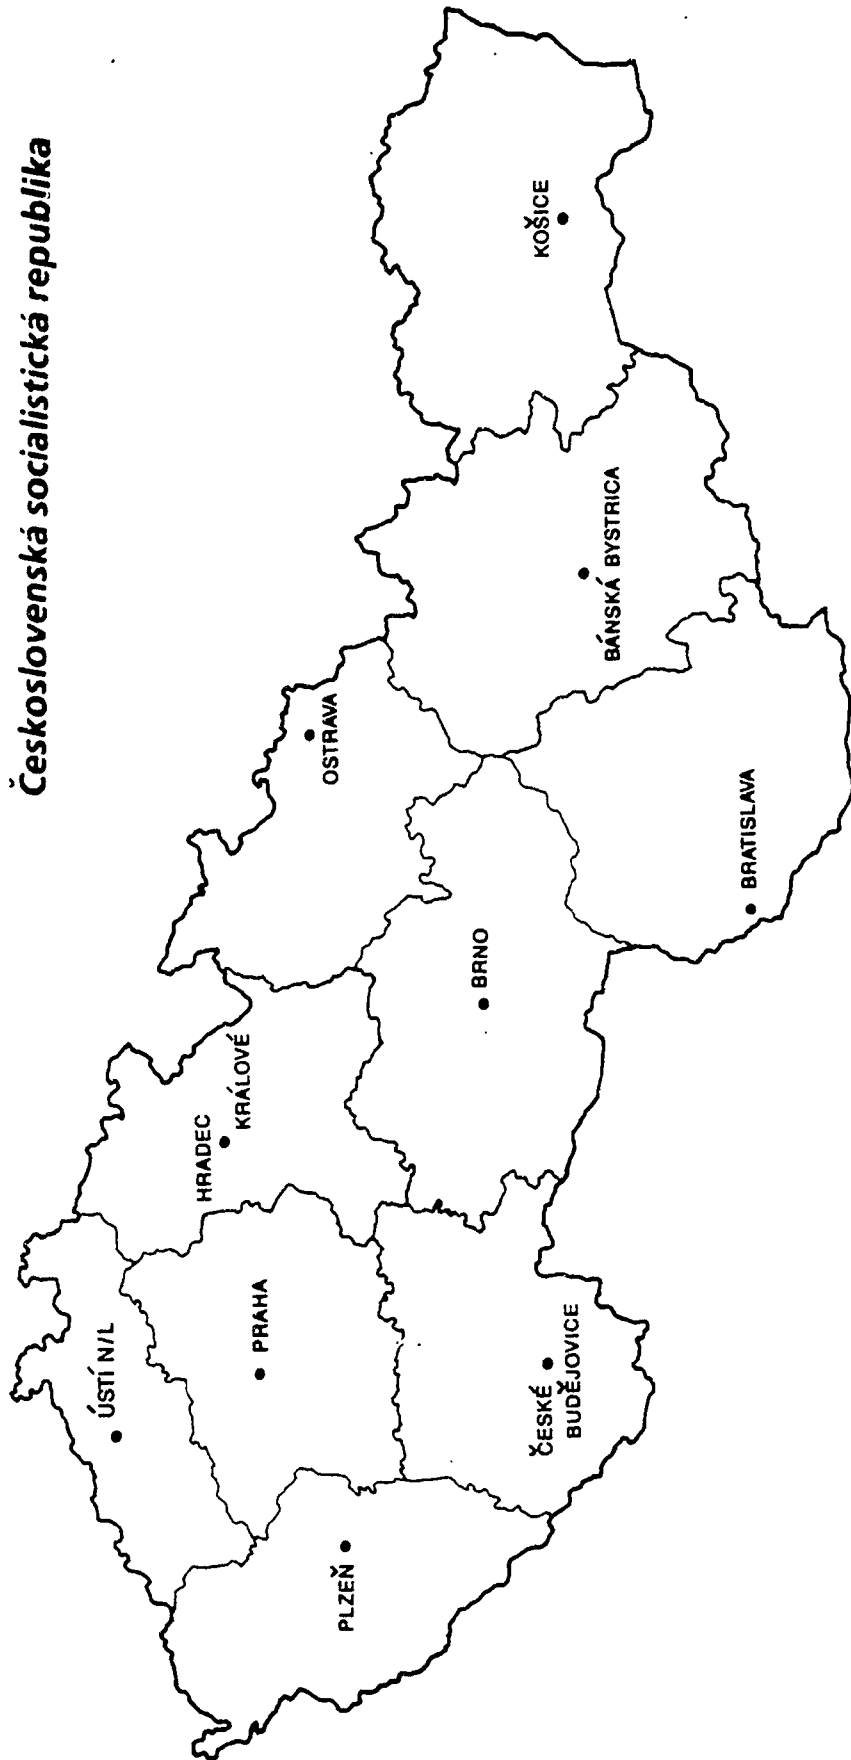 Československá socialistická republika
ÚSTÍ N/L
HRADEC
KRÁLOVÉ
PRAHA
PLZEŇ
OSTRAVA
BRNO
ČESKÉ
BUDĚJOVICE
KOŠICE
BÁNSKÁ BYSTRICA
BRATISLAVA